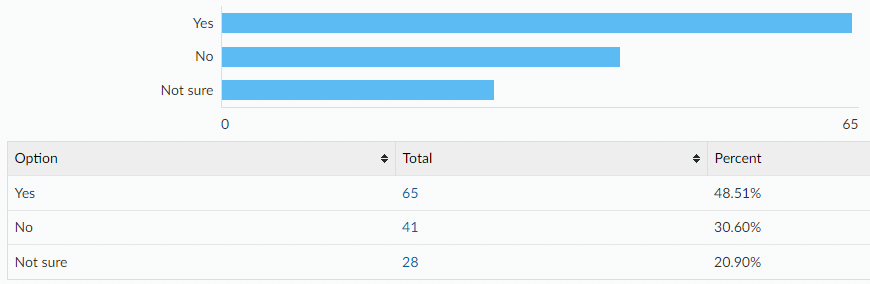 Yes
No
Not sure
0 65
Option Total Percent
Yes 65 48.51%
No 41 30.60%
Not sure 28 20.90%